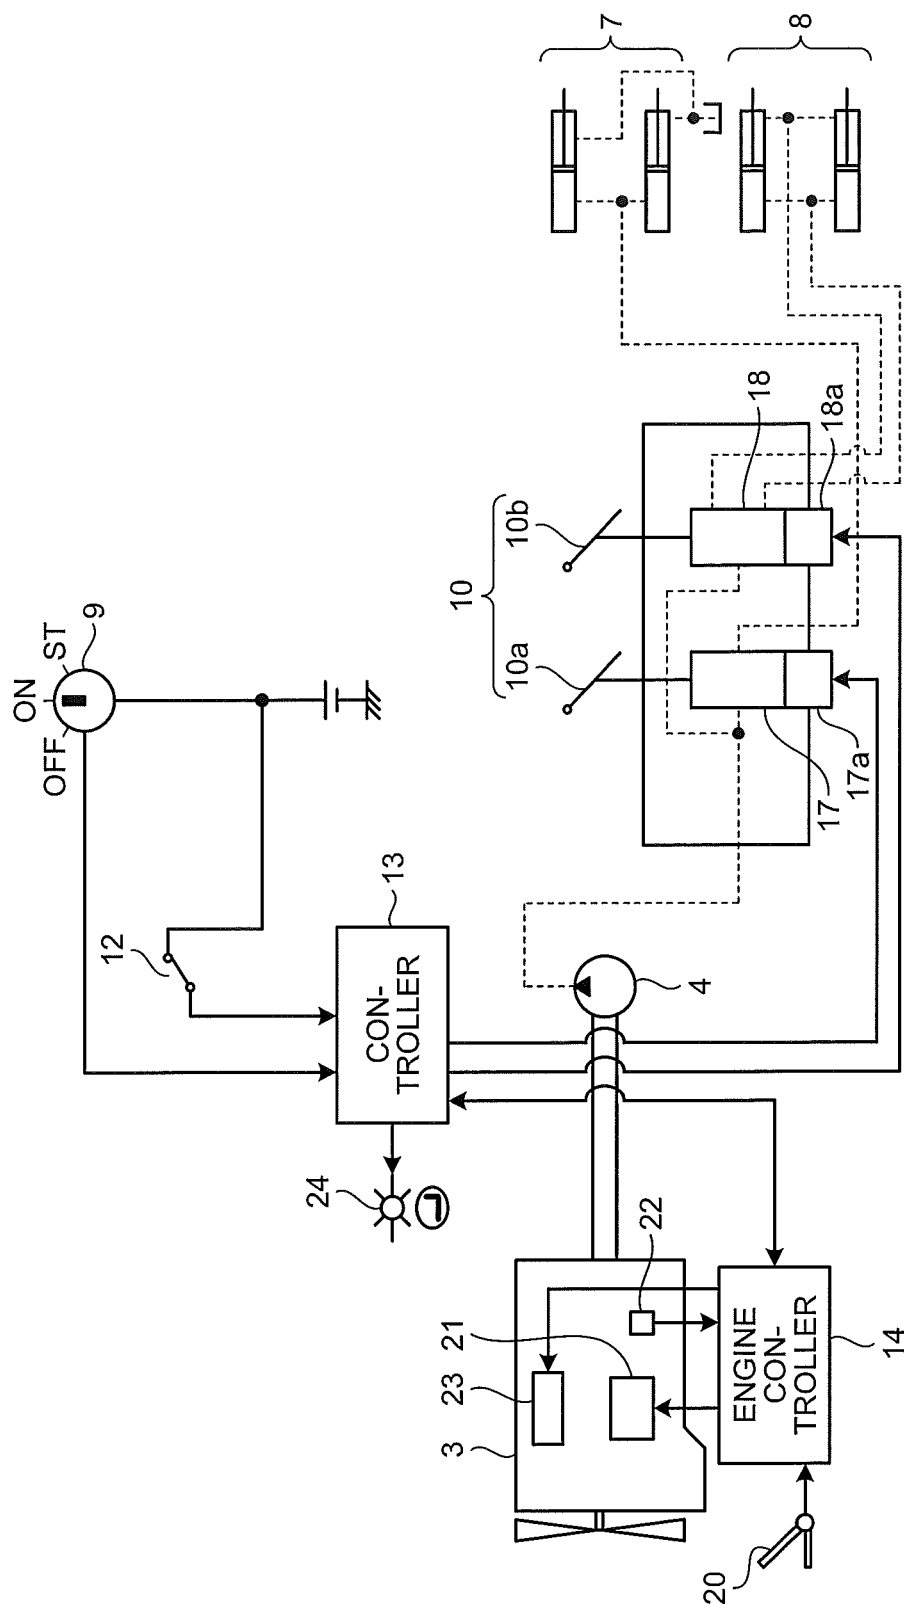 OFF
ON
ST
9
12
CON-
TROLLER
13
24
L
3
23
21
22
ENGINE
CON-
TROLLER
14
20
4
10
10a
10b
17
17a
18
18a
7
8